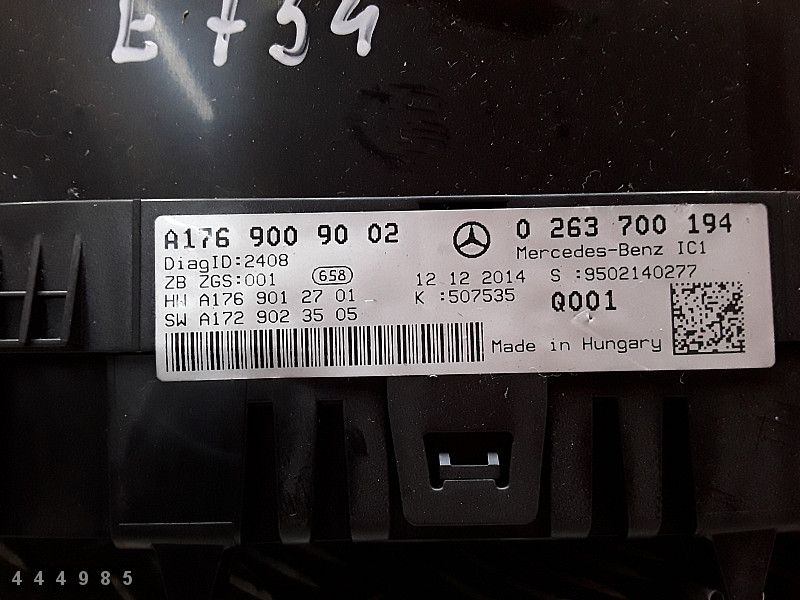 E734
A176 900 90 02
0 263 700 194
Mercedes-Benz IC1
DiagID:2408
ZB ZGS:001 658
12 12 2014 S :9502140277
HW A176 901 27 01
K :507535
Q001
SW A172 902 35 05
Made in Hungary
444985